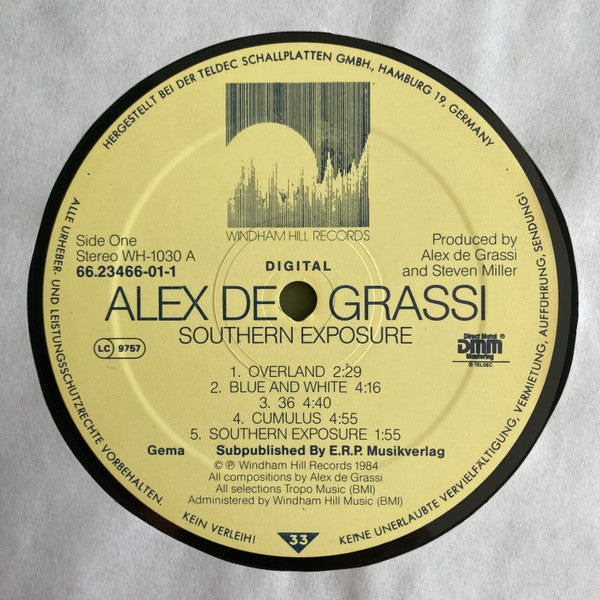 HERGESTELLT BEI DER TELDEC SCHALLPLATTEN GMBH., HAMBURG 19, GERMANY
WINDHAM HILL RECORDS
Side One
Stereo WH-1030 A
66.23466-01-1
Produced by
Alex de Grassi
and Steven Miller
DIGITAL
ALEX DE GRASSI
SOUTHERN EXPOSURE
LC 9757
Direct Metal ®
DMM
Mastering
℗ TELDEC
1. OVERLAND 2:29
2. BLUE AND WHITE 4:16
3. 36 4:40
4. CUMULUS 4:55
5. SOUTHERN EXPOSURE 1:55
Gema Subpublished By E.R.P. Musikverlag
© ℗ Windham Hill Records 1984
All compositions by Alex de Grassi
All selections Tropo Music (BMI)
Administered by Windham Hill Music (BMI)
33
ALLE URHEBER- UND LEISTUNGSSCHUTZRECHTE VORBEHALTEN.
KEIN VERLEIH!
KEINE UNERLAUBTE VERVIELFÄLTIGUNG, VERMIETUNG, AUFFÜHRUNG, SENDUNG!